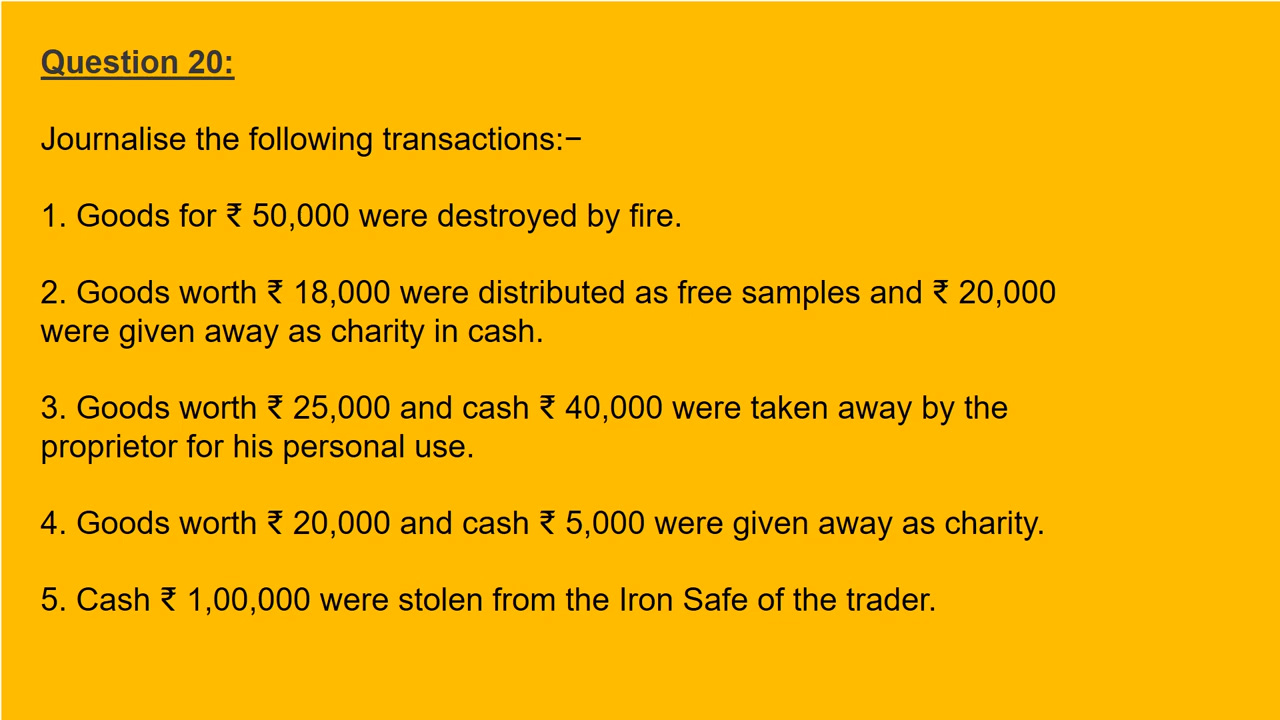 Question 20:
Journalise the following transactions:−
1. Goods for ₹ 50,000 were destroyed by fire.
2. Goods worth ₹ 18,000 were distributed as free samples and ₹ 20,000
were given away as charity in cash.
3. Goods worth ₹ 25,000 and cash ₹ 40,000 were taken away by the
proprietor for his personal use.
4. Goods worth ₹ 20,000 and cash ₹ 5,000 were given away as charity.
5. Cash ₹ 1,00,000 were stolen from the Iron Safe of the trader.